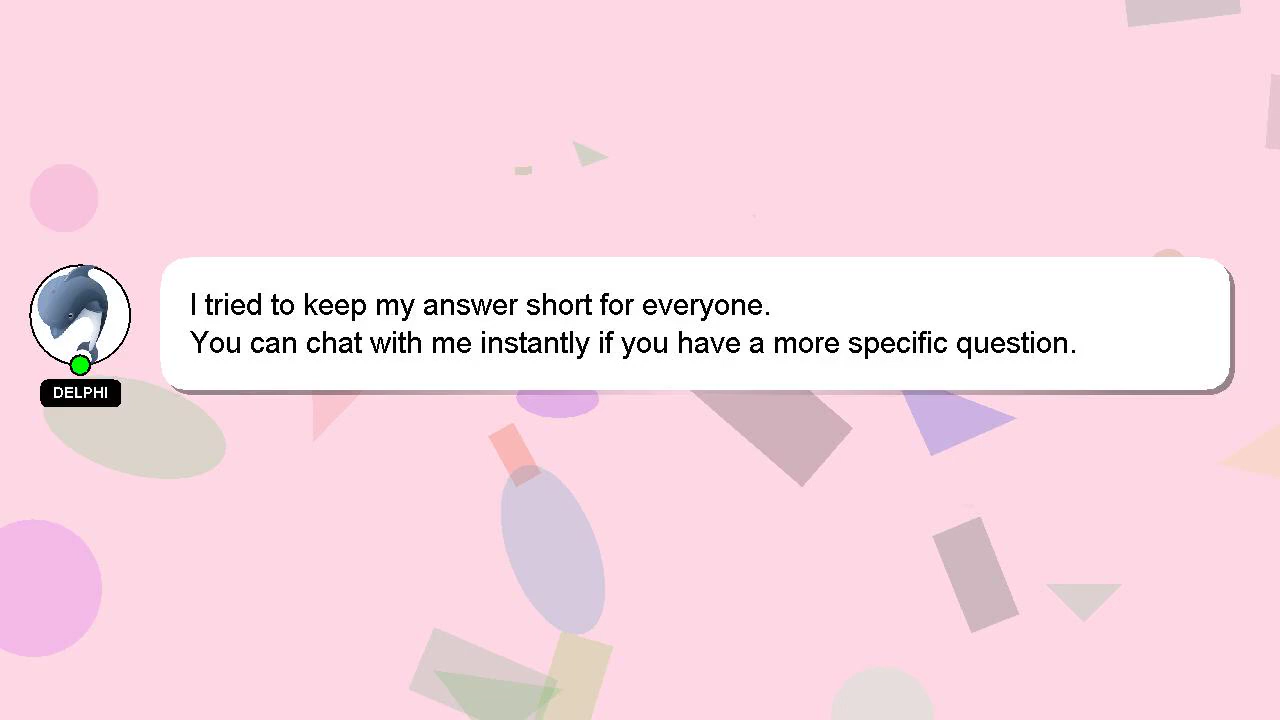 I tried to keep my answer short for everyone.
You can chat with me instantly if you have a more specific question.
DELPHI